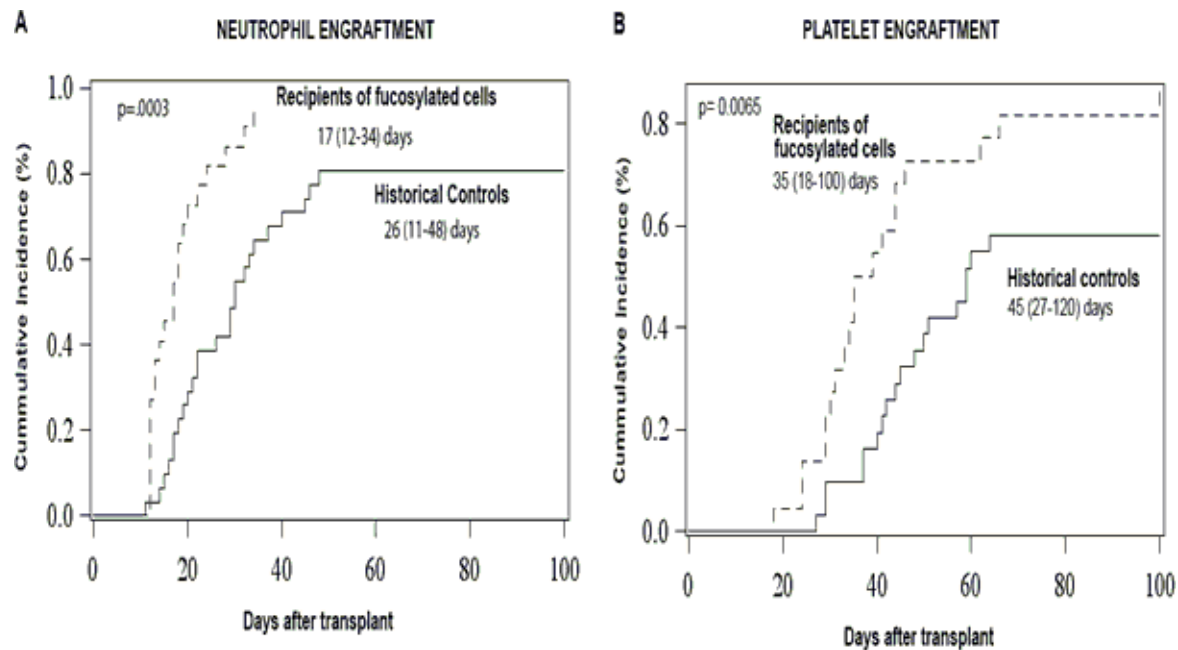 A
NEUTROPHIL ENGRAFTMENT
Cummulative Incidence (%)
1.0
0.8
0.6
0.4
0.2
0.0
p=.0003
Recipients of fucosylated cells
17 (12-34) days
Historical Controls
26 (11-48) days
0 20 40 60 80 100
Days after transplant
B
PLATELET ENGRAFTMENT
Cummulative Incidence (%)
0.8
0.6
0.4
0.2
0.0
p= 0.0065
Recipients of
fucosylated cells
35 (18-100) days
Historical controls
45 (27-120) days
0 20 40 60 80 100
Days after transplant